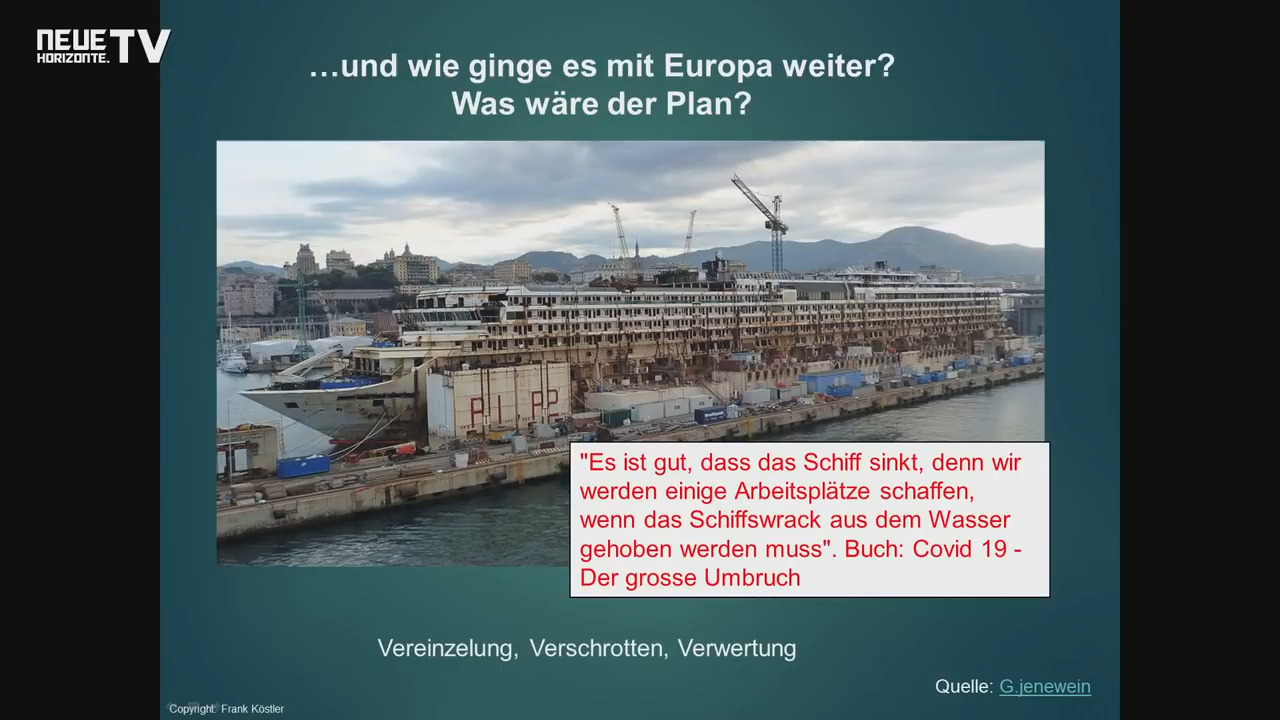 NEUE HORIZONTE. TV
…und wie ginge es mit Europa weiter?
Was wäre der Plan?
"Es ist gut, dass das Schiff sinkt, denn wir
werden einige Arbeitsplätze schaffen,
wenn das Schiffswrack aus dem Wasser
gehoben werden muss". Buch: Covid 19 -
Der grosse Umbruch
Vereinzelung, Verschrotten, Verwertung
Quelle: G.jenewein
Copyright: Frank Köstler